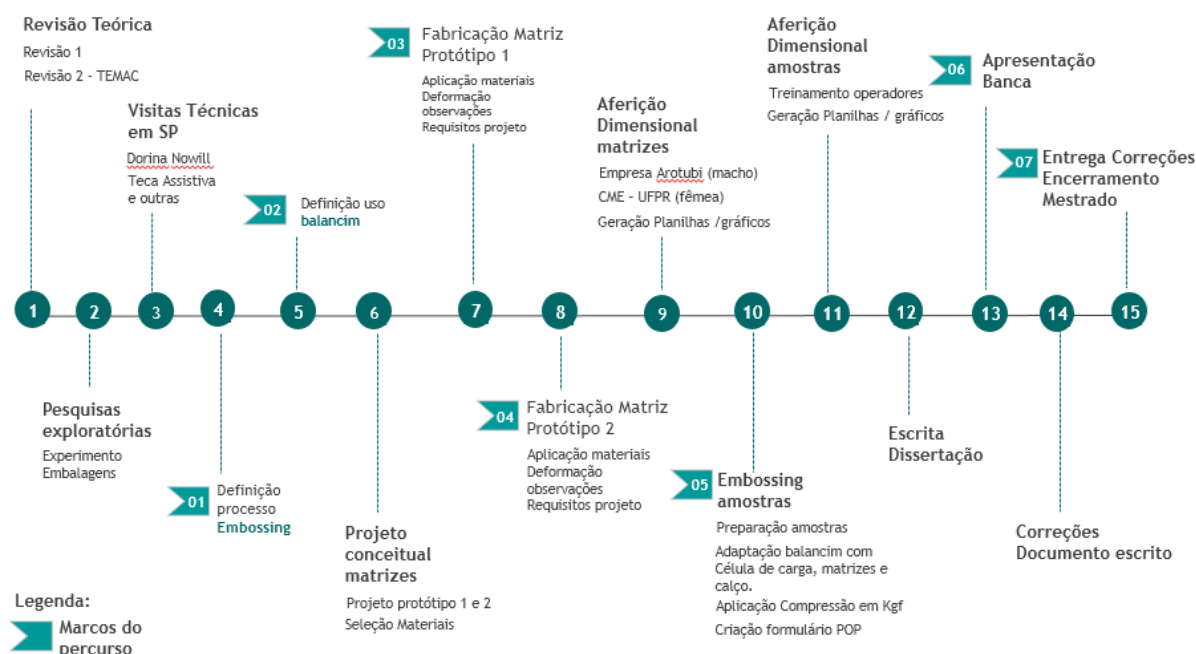 Revisão Teórica
Revisão 1
Revisão 2 - TEMAC
Visitas Técnicas
em SP
Dorina Nowill
Teca Assistiva
e outras
02
Definição uso
balancim
03
Fabricação Matriz
Protótipo 1
Aplicação materiais
Deformação
observações
Requisitos projeto
Aferição
Dimensional
matrizes
Empresa Arotubi (macho)
CME - UFPR (fêmea)
Geração Planilhas /gráficos
Aferição
Dimensional
amostras
Treinamento operadores
Geração Planilhas / gráficos
06
Apresentação
Banca
07
Entrega Correções
Encerramento
Mestrado
1
2
3
4
5
6
7
8
9
10
11
12
13
14
15
Pesquisas
exploratórias
Experimento
Embalagens
01
Definição
processo
Embossing
Projeto
conceitual
matrizes
Projeto protótipo 1 e 2
Seleção Materiais
04
Fabricação Matriz
Protótipo 2
Aplicação materiais
Deformação
observações
Requisitos projeto
05
Embossing
amostras
Preparação amostras
Adaptação balancim com
Célula de carga, matrizes e
calço.
Aplicação Compressão em Kgf
Criação formulário POP
Escrita
Dissertação
Correções
Documento escrito
Legenda:
Marcos do
percurso